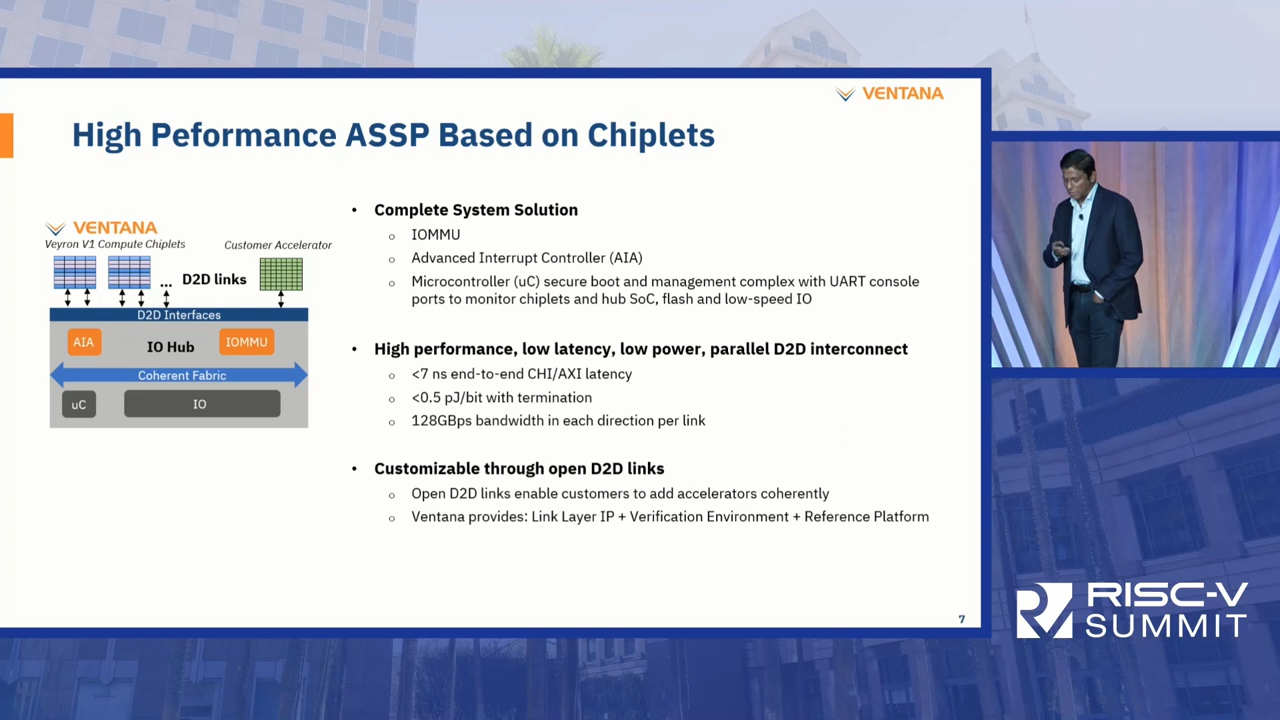 VENTANA
High Peformance ASSP Based on Chiplets
VENTANA
Veyron V1 Compute Chiplets
Customer Accelerator
... D2D links
D2D Interfaces
AIA
IO Hub
IOMMU
Coherent Fabric
uC
IO
• Complete System Solution
o IOMMU
o Advanced Interrupt Controller (AIA)
o Microcontroller (uC) secure boot and management complex with UART console
ports to monitor chiplets and hub SoC, flash and low-speed IO
• High performance, low latency, low power, parallel D2D interconnect
o <7 ns end-to-end CHI/AXI latency
o <0.5 pJ/bit with termination
o 128GBps bandwidth in each direction per link
• Customizable through open D2D links
o Open D2D links enable customers to add accelerators coherently
o Ventana provides: Link Layer IP + Verification Environment + Reference Platform
7
RISC-V
SUMMIT